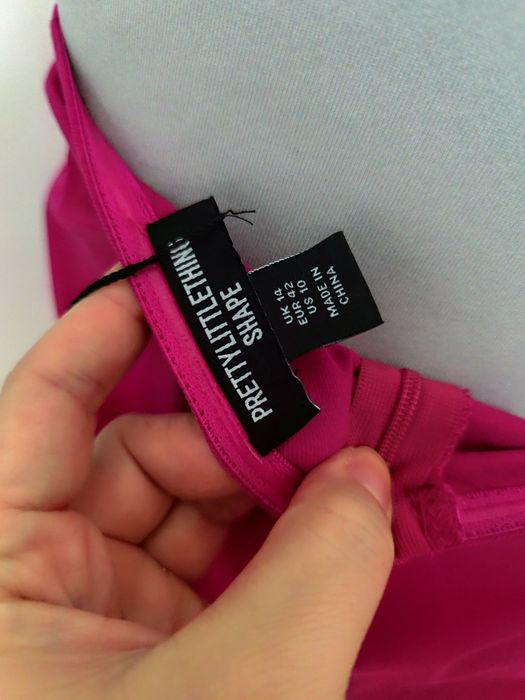 PRETTYLITTLETHING
SHAPE
UK 14
EUR 42
US 10
MADE IN
CHINA